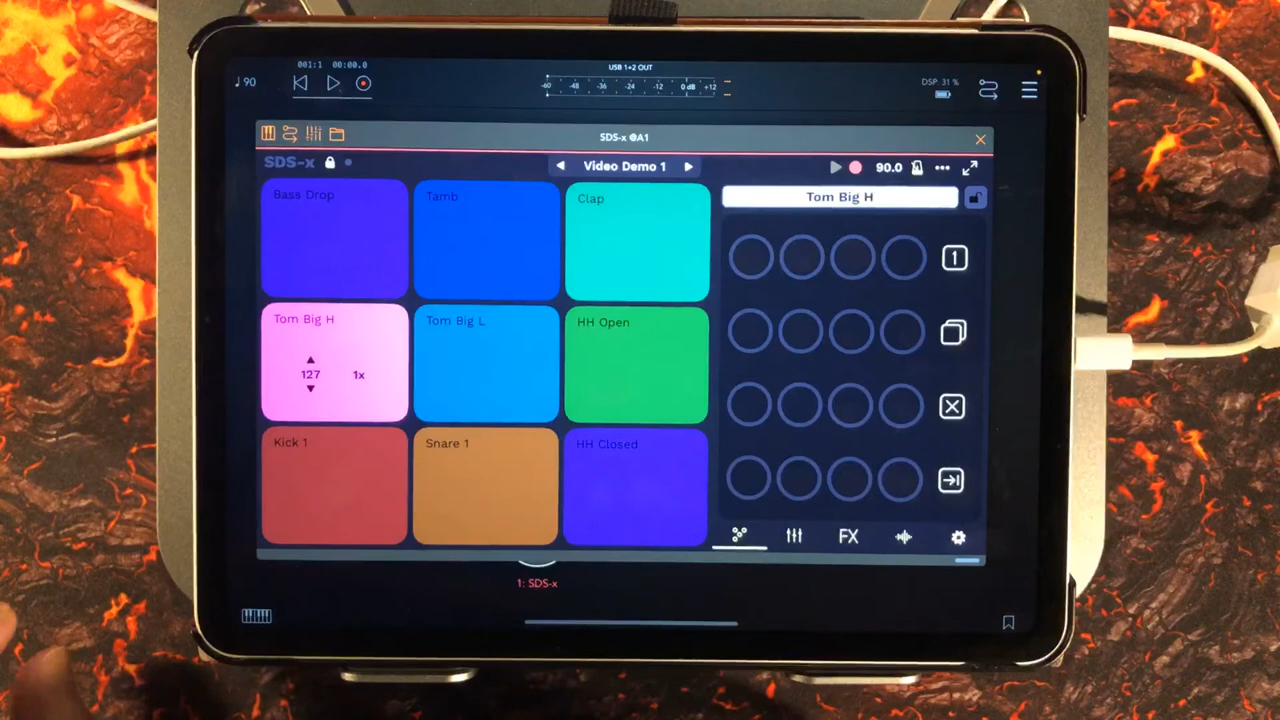 001:1 00:00.0
90
USB 1+2 OUT
-60 -48 -36 -24 -12 0 dB +12
DSP: 31 %
SDS-x @A1
SDS-x
Video Demo 1
90.0
Bass Drop
Tamb
Clap
Tom Big H
1
Tom Big H
127 1x
Tom Big L
HH Open
Kick 1
Snare 1
HH Closed
FX
1: SDS-x